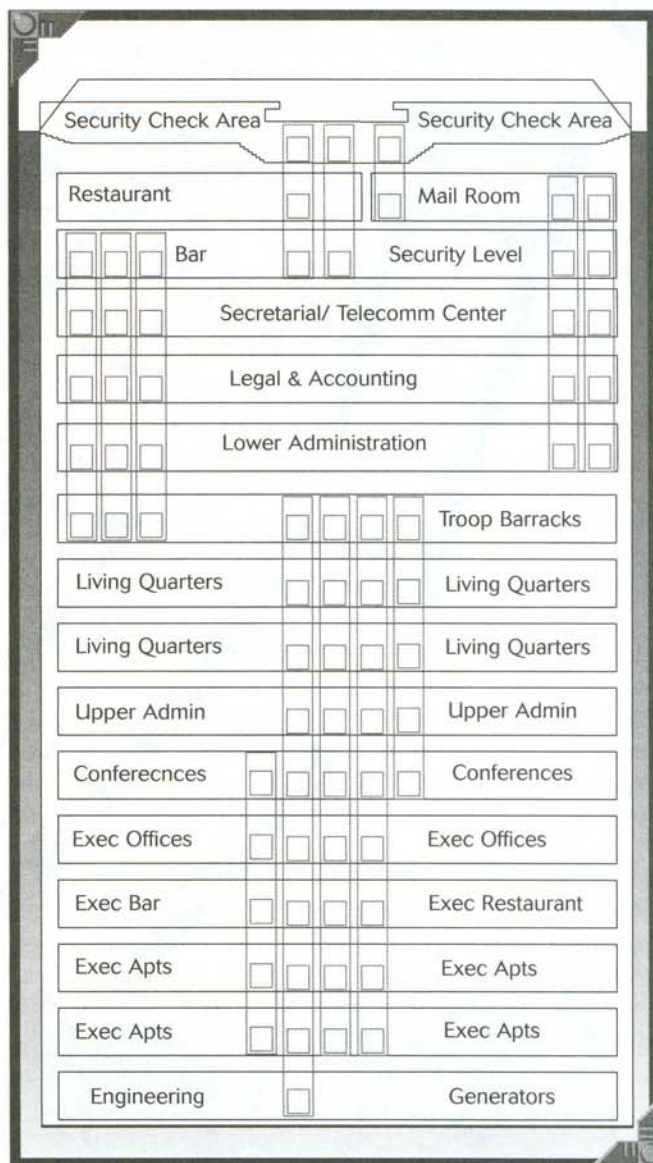 Security Check Area Security Check Area
Restaurant Mail Room
Bar Security Level
Secretarial/ Telecomm Center
Legal & Accounting
Lower Administration
Troop Barracks
Living Quarters Living Quarters
Living Quarters Living Quarters
Upper Admin Upper Admin
Conferecnces Conferences
Exec Offices Exec Offices
Exec Bar Exec Restaurant
Exec Apts Exec Apts
Exec Apts Exec Apts
Engineering Generators